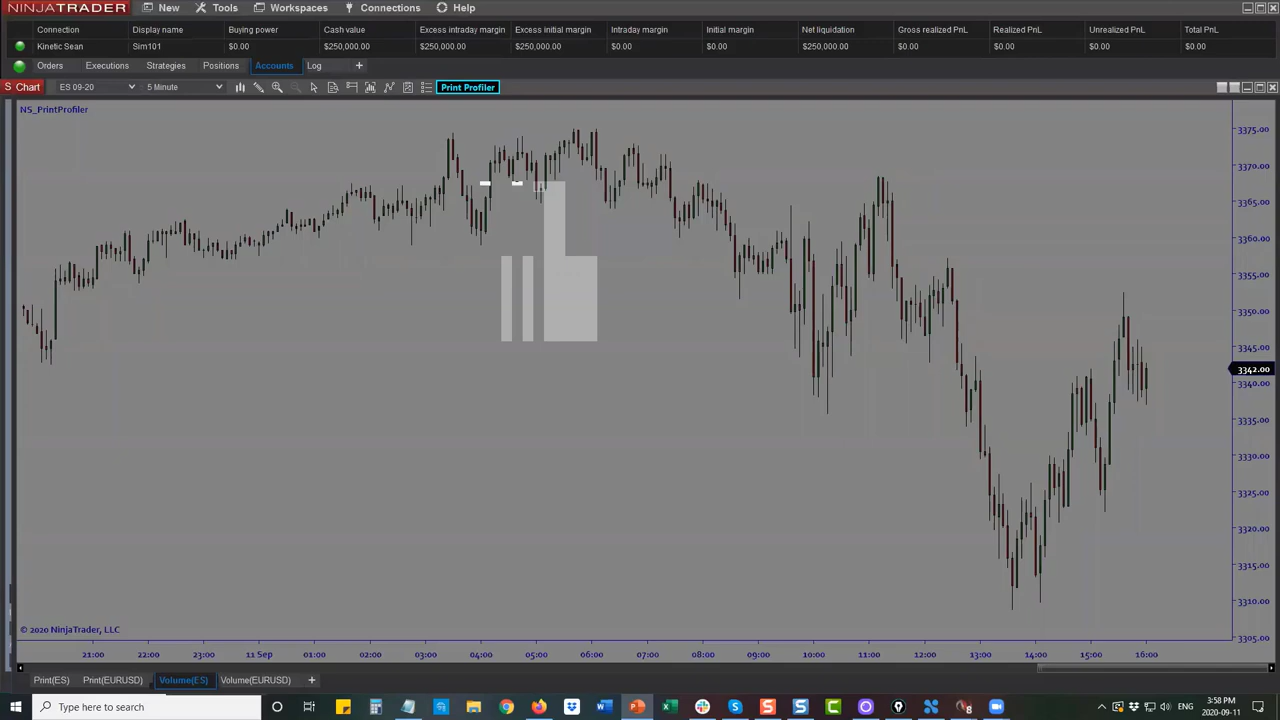 NINJATRADER New Tools Workspaces Connections Help
Connection Display name Buying power Cash value Excess intraday margin Excess initial margin Intraday margin Initial margin Net liquidation Gross realized PnL Realized PnL Unrealized PnL Total PnL
Kinetic Sean Sim101 $0.00 $250,000.00 $250,000.00 $250,000.00 $0.00 $0.00 $250,000.00 $0.00 $0.00 $0.00 $0.00
Orders Executions Strategies Positions Accounts Log +
S Chart ES 09-20 5 Minute Print Profiler
NS_PrintProfiler
3375.00
3370.00
3365.00
3360.00
3355.00
3350.00
3345.00
3342.00
3340.00
3335.00
3330.00
3325.00
3320.00
3315.00
3310.00
3305.00
© 2020 NinjaTrader, LLC
21:00 22:00 23:00 11 Sep 01:00 02:00 03:00 04:00 05:00 06:00 07:00 08:00 09:00 10:00 11:00 12:00 13:00 14:00 15:00 16:00
Print(ES) Print(EURUSD) Volume(ES) Volume(EURUSD) +
Type here to search
3:58 PM
2020-09-11